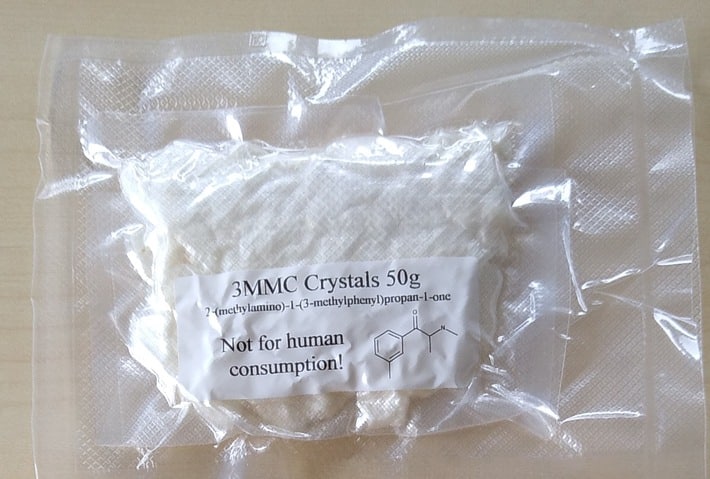 3MMC Crystals 50g
2-(methylamino)-1-(3-methylphenyl)propan-1-one
Not for human
consumption!
O
N